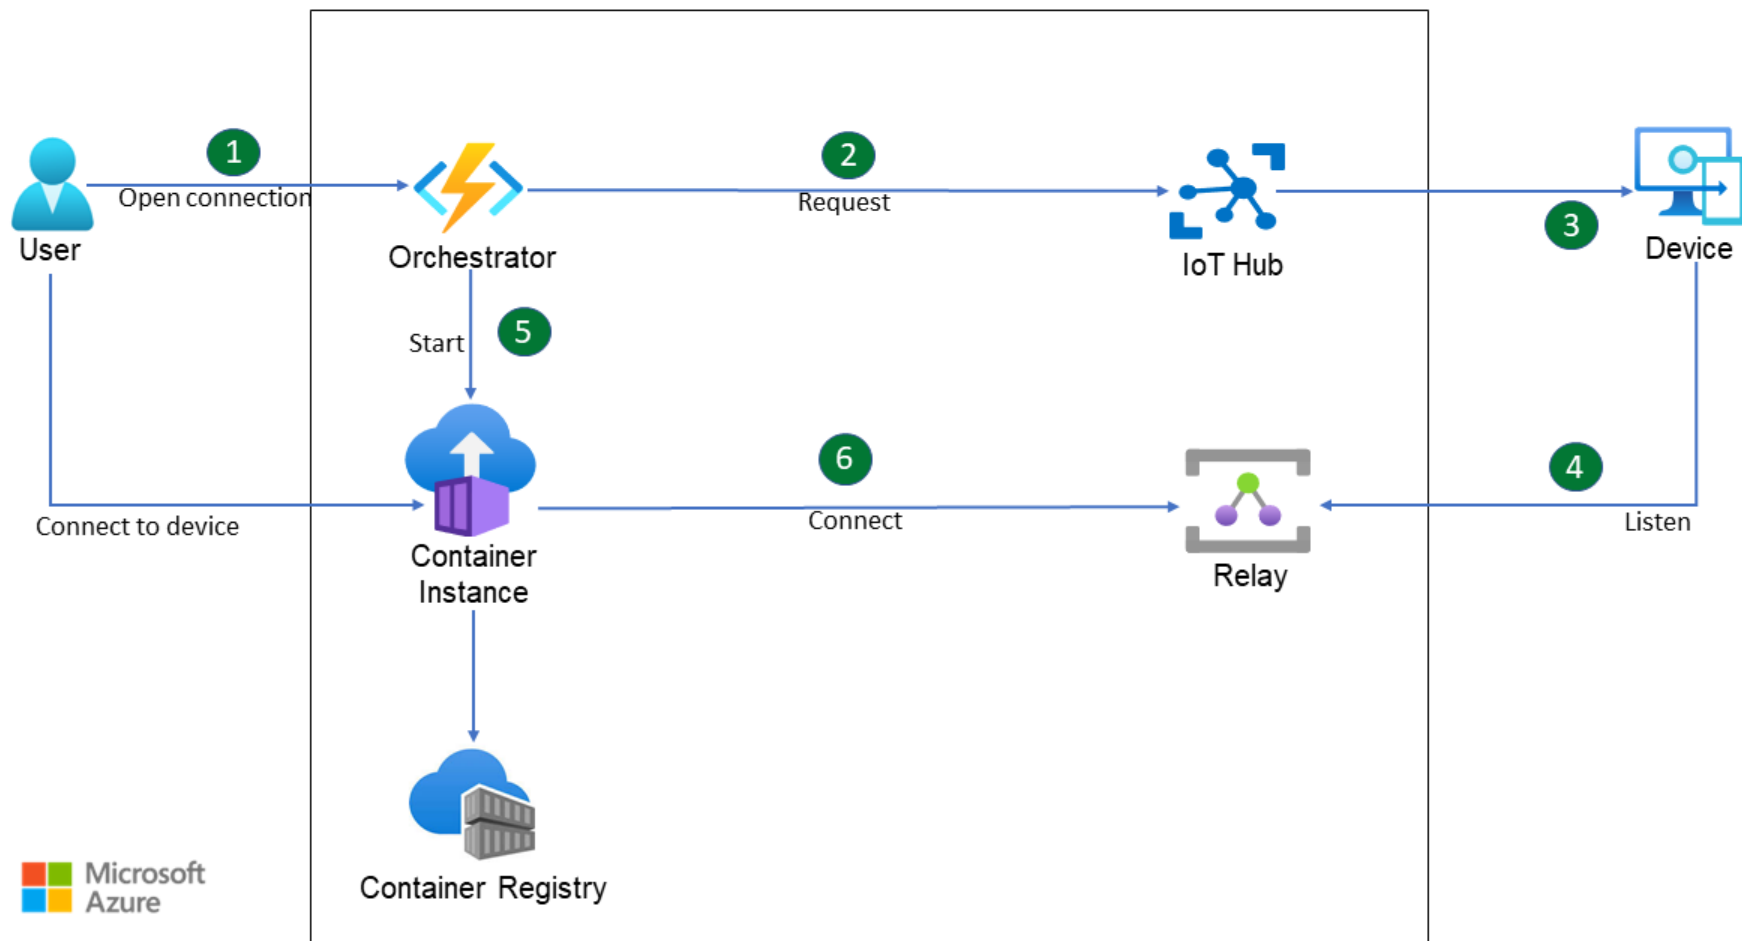 1
Open connection
User
Orchestrator
2
Request
IoT Hub
3
Device
Start
5
Connect to device
Container
Instance
6
Connect
Relay
4
Listen
Container Registry
Microsoft
Azure